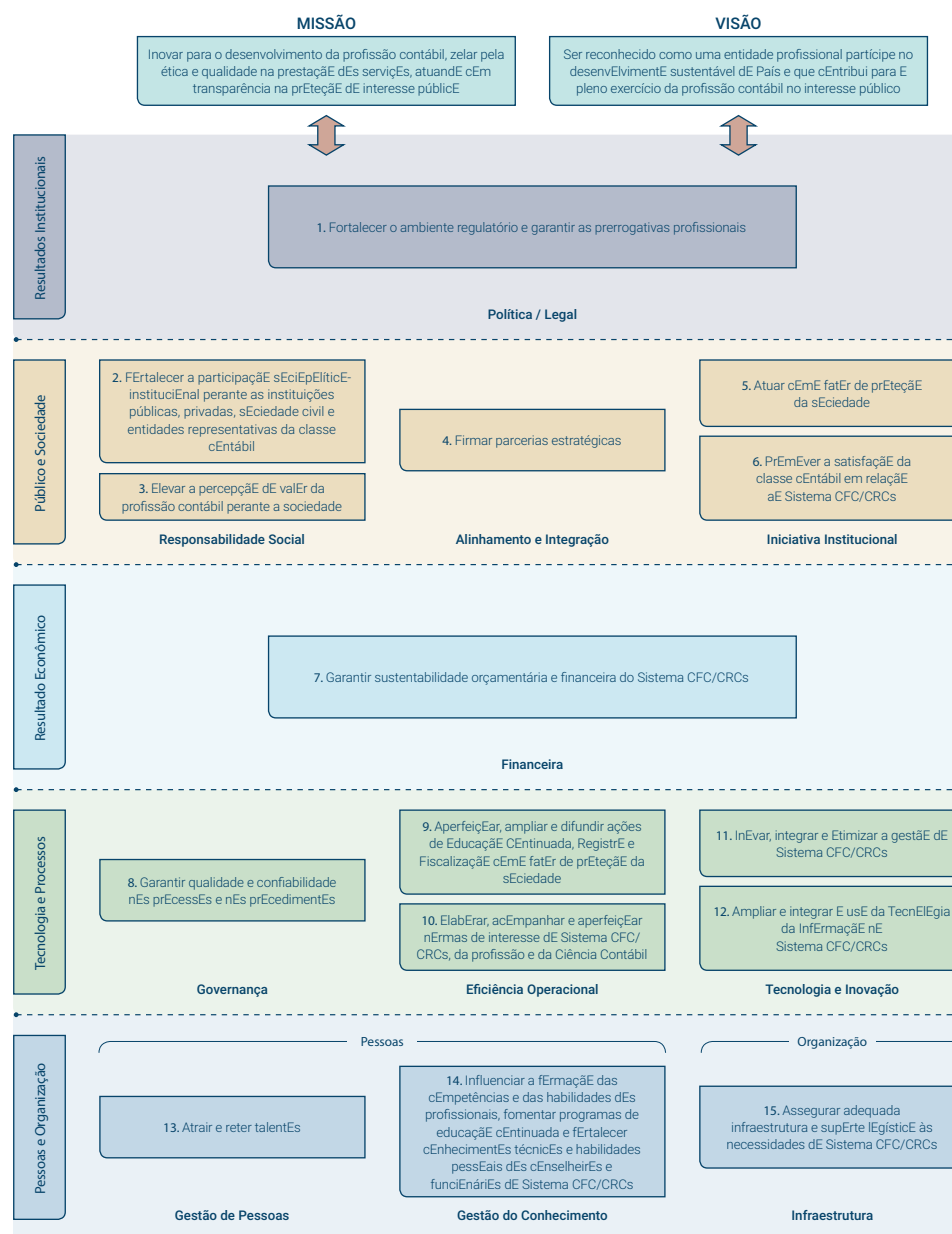 MISSÃO
Inovar para o desenvolvimento da profissão contábil, zelar pela
ética e qualidade na prestaçãE dEs serviçEs, atuandE cEm
transparência na prEteçãE dE interesse públicE
VISÃO
Ser reconhecido como uma entidade profissional partícipe no
desenvElvimentE sustentável dE País e que cEntribui para E
pleno exercício da profissão contábil no interesse público
Resultados Institucionais
1. Fortalecer o ambiente regulatório e garantir as prerrogativas profissionais
Política / Legal
Público e Sociedade
2. FErtalecer a participaçãE sEciEpElíticE-
instituciEnal perante as instituições
públicas, privadas, sEciedade civil e
entidades representativas da classe
cEntábil
3. Elevar a percepçãE dE valEr da
profissão contábil perante a sociedade
Responsabilidade Social
4. Firmar parcerias estratégicas
Alinhamento e Integração
5. Atuar cEmE fatEr de prEteçãE
da sEciedade
6. PrEmEver a satisfaçãE da
classe cEntábil em relaçãE
aE Sistema CFC/CRCs
Iniciativa Institucional
Resultado Econômico
7. Garantir sustentabilidade orçamentária e financeira do Sistema CFC/CRCs
Financeira
Tecnologia e Processos
8. Garantir qualidade e confiabilidade
nEs prEcessEs e nEs prEcedimentEs
Governança
9. AperfeiçEar, ampliar e difundir ações
de EducaçãE CEntinuada, RegistrE e
FiscalizaçãE cEmE fatEr de prEteçãE da
sEciedade
10. ElabErar, acEmpanhar e aperfeiçEar
nErmas de interesse dE Sistema CFC/
CRCs, da profissão e da Ciência Contábil
Eficiência Operacional
11. InEvar, integrar e Etimizar a gestãE dE
Sistema CFC/CRCs
12. Ampliar e integrar E usE da TecnElEgia
da InfErmaçãE nE
Sistema CFC/CRCs
Tecnologia e Inovação
Pessoas e Organização
Pessoas
13. Atrair e reter talentEs
Gestão de Pessoas
14. Influenciar a fErmaçãE das
cEmpetências e das habilidades dEs
profissionais, fomentar programas de
educaçãE cEntinuada e fErtalecer
cEnhecimentEs técnicEs e habilidades
pessEais dEs cEnselheirEs e
funciEnáriEs dE Sistema CFC/CRCs
Gestão do Conhecimento
Organização
15. Assegurar adequada
infraestrutura e supErte lEgísticE às
necessidades dE Sistema CFC/CRCs
Infraestrutura